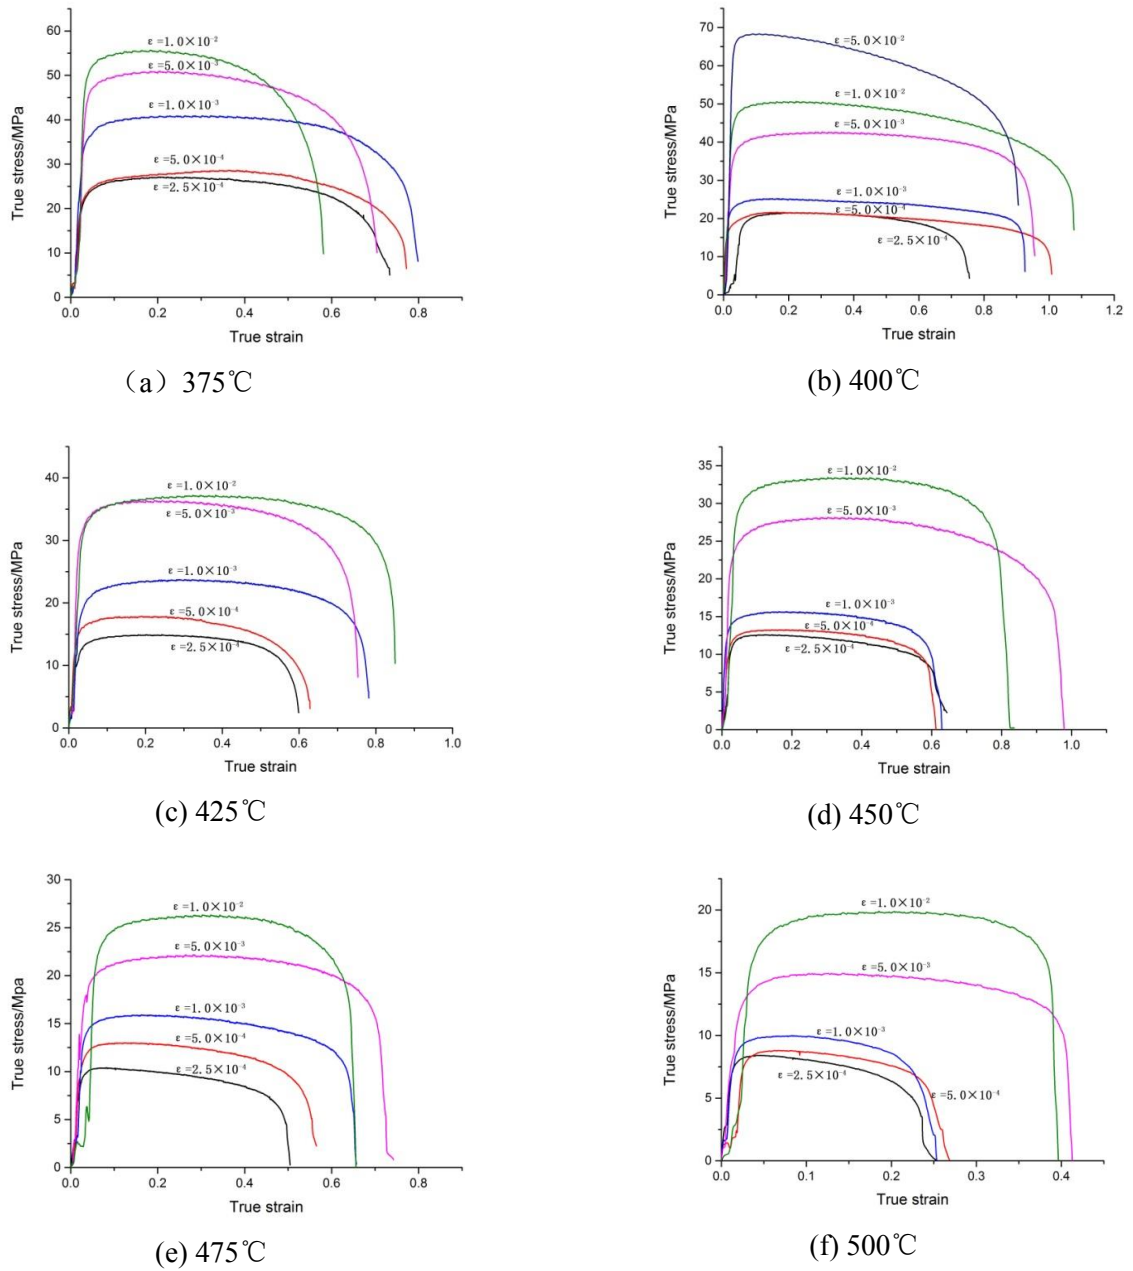 60
50
40
30
20
10
0
True stress/MPa
ε =1.0×10⁻²
ε =5.0×10⁻³
ε =1.0×10⁻³
ε =5.0×10⁻⁴
ε =2.5×10⁻⁴
0.0 0.2 0.4 0.6 0.8
True strain
（a）375℃
70
60
50
40
30
20
10
0
True stress/MPa
ε =5.0×10⁻²
ε =1.0×10⁻²
ε =5.0×10⁻³
ε =1.0×10⁻³
ε =5.0×10⁻⁴
ε =2.5×10⁻⁴
0.0 0.2 0.4 0.6 0.8 1.0 1.2
True strain
(b) 400℃
40
30
20
10
0
True stress/MPa
ε =1.0×10⁻²
ε =5.0×10⁻³
ε =1.0×10⁻³
ε =5.0×10⁻⁴
ε =2.5×10⁻⁴
0.0 0.2 0.4 0.6 0.8 1.0
True strain
(c) 425℃
35
30
25
20
15
10
5
0
True stress/MPa
ε =1.0×10⁻²
ε =5.0×10⁻³
ε =1.0×10⁻³
ε =5.0×10⁻⁴
ε =2.5×10⁻⁴
0.0 0.2 0.4 0.6 0.8 1.0
True strain
(d) 450℃
30
25
20
15
10
5
0
True stress/Mpa
ε =1.0×10⁻²
ε =5.0×10⁻³
ε =1.0×10⁻³
ε =5.0×10⁻⁴
ε =2.5×10⁻⁴
0.0 0.2 0.4 0.6 0.8
True strain
(e) 475℃
20
15
10
5
0
True stress/MPa
ε =1.0×10⁻²
ε =5.0×10⁻³
ε =1.0×10⁻³
ε =2.5×10⁻⁴
ε =5.0×10⁻⁴
0.0 0.1 0.2 0.3 0.4
True strain
(f) 500℃